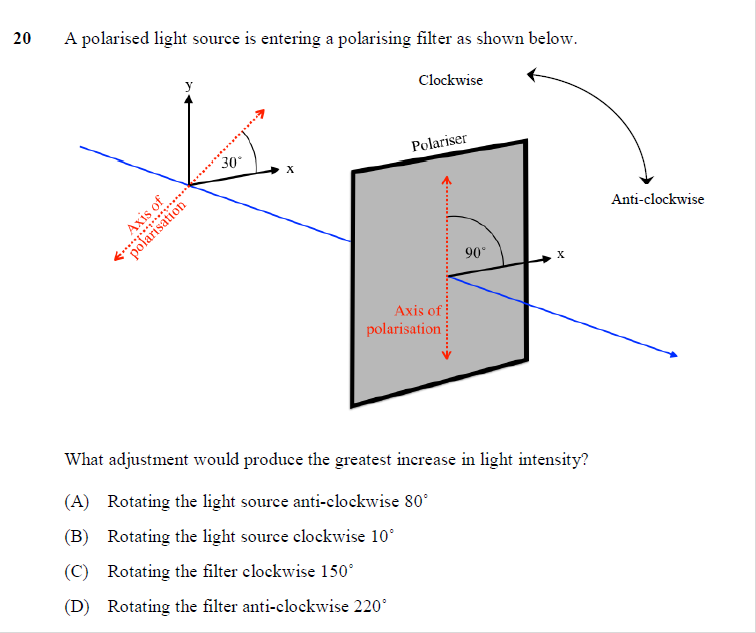 20 A polarised light source is entering a polarising filter as shown below.
Clockwise
y
Polariser
30°
x
Anti-clockwise
Axis of
polarisation
90°
x
Axis of
polarisation
What adjustment would produce the greatest increase in light intensity?
(A) Rotating the light source anti-clockwise 80°
(B) Rotating the light source clockwise 10°
(C) Rotating the filter clockwise 150°
(D) Rotating the filter anti-clockwise 220°